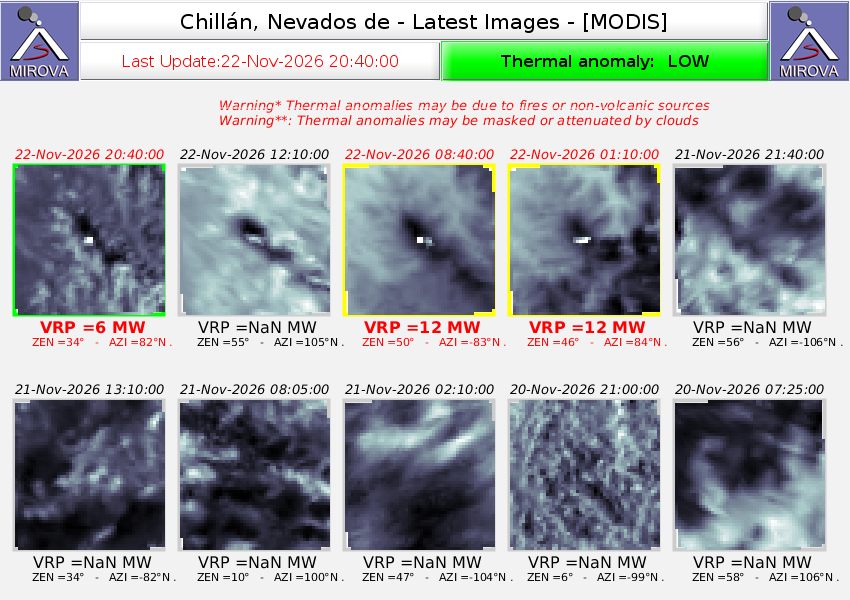 Chillán, Nevados de - Latest Images - [MODIS]
MIROVA
Last Update:22-Nov-2026 20:40:00
Thermal anomaly: LOW
MIROVA
Warning* Thermal anomalies may be due to fires or non-volcanic sources
Warning**: Thermal anomalies may be masked or attenuated by clouds
22-Nov-2026 20:40:00 22-Nov-2026 12:10:00 22-Nov-2026 08:40:00 22-Nov-2026 01:10:00 21-Nov-2026 21:40:00
VRP =6 MW VRP =NaN MW VRP =12 MW VRP =12 MW VRP =NaN MW
ZEN =34° - AZI =82°N . ZEN =55° - AZI =105°N . ZEN =50° - AZI =-83°N . ZEN =46° - AZI =84°N . ZEN =56° - AZI =-106°N .
21-Nov-2026 13:10:00 21-Nov-2026 08:05:00 21-Nov-2026 02:10:00 20-Nov-2026 21:00:00 20-Nov-2026 07:25:00
VRP =NaN MW VRP =NaN MW VRP =NaN MW VRP =NaN MW VRP =NaN MW
ZEN =34° - AZI =-82°N . ZEN =10° - AZI =100°N . ZEN =47° - AZI =-104°N . ZEN =6° - AZI =-99°N . ZEN =58° - AZI =106°N .